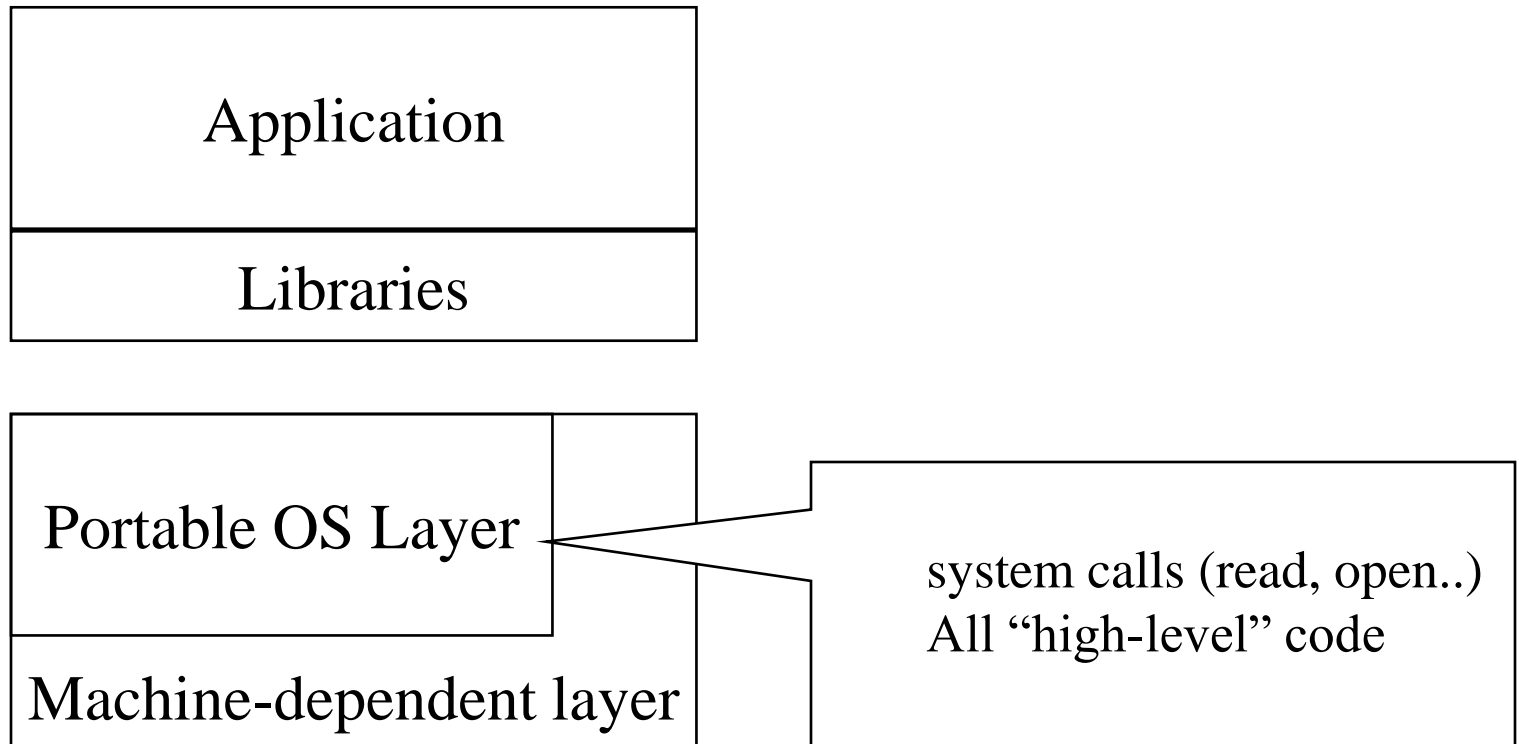 Application
Libraries
Portable OS Layer
system calls (read, open..)
All “high-level” code
Machine-dependent layer